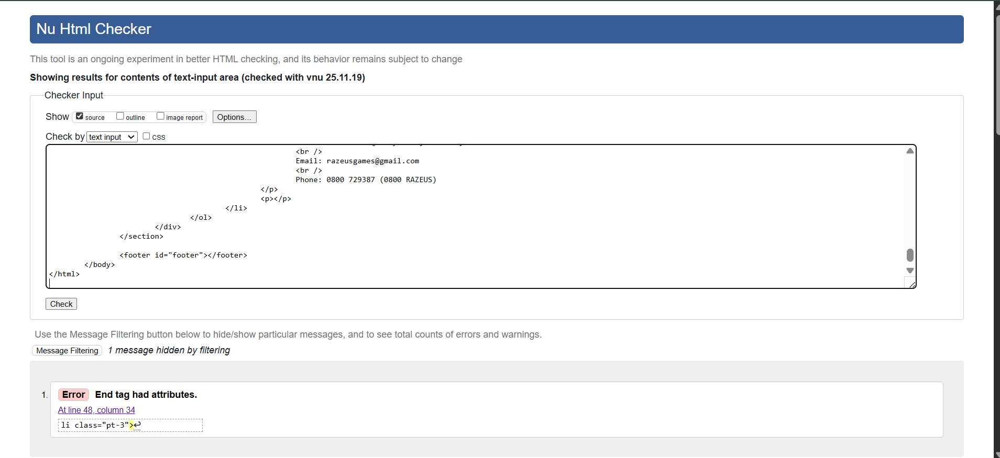 Nu Html Checker
This tool is an ongoing experiment in better HTML checking, and its behavior remains subject to change
Showing results for contents of text-input area (checked with vnu 25.11.19)
Checker Input
Show source outline image report Options...
Check by text input css
<br />
Email: razeusgames@gmail.com
<br />
Phone: 0800 729387 (0800 RAZEUS)
</p>
<p></p>
</li>
</ol>
</div>
</section>
<footer id="footer"></footer>
</body>
</html>
Check
Use the Message Filtering button below to hide/show particular messages, and to see total counts of errors and warnings.
Message Filtering 1 message hidden by filtering
1. Error End tag had attributes.
At line 48, column 34
li class="pt-3">↩